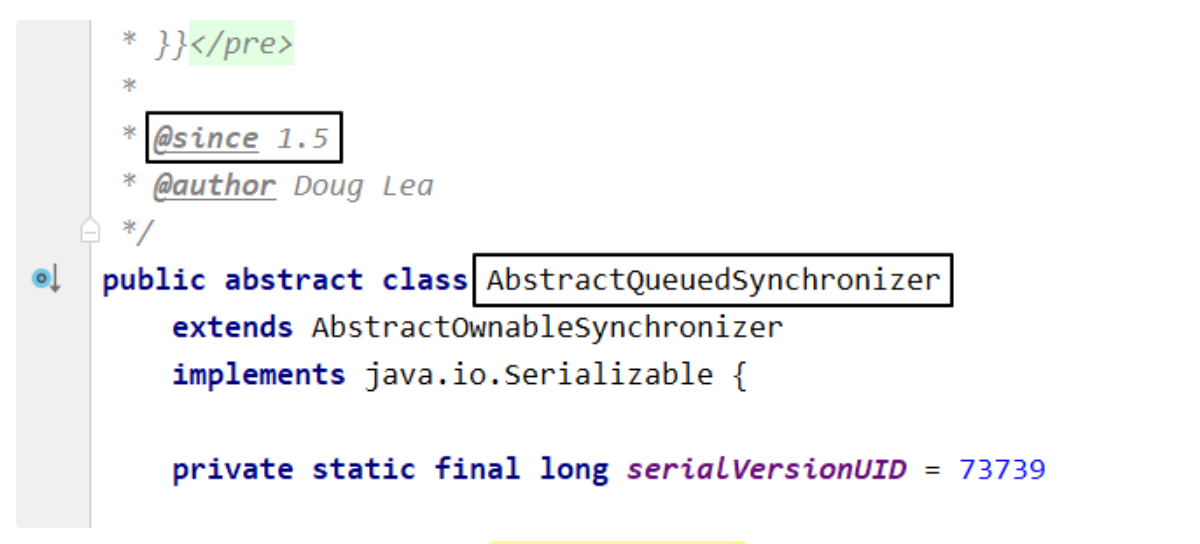 * }}</pre>
*
* @since 1.5
* @author Doug Lea
*/
public abstract class AbstractQueuedSynchronizer
extends AbstractOwnableSynchronizer
implements java.io.Serializable {
private static final long serialVersionUID = 73739